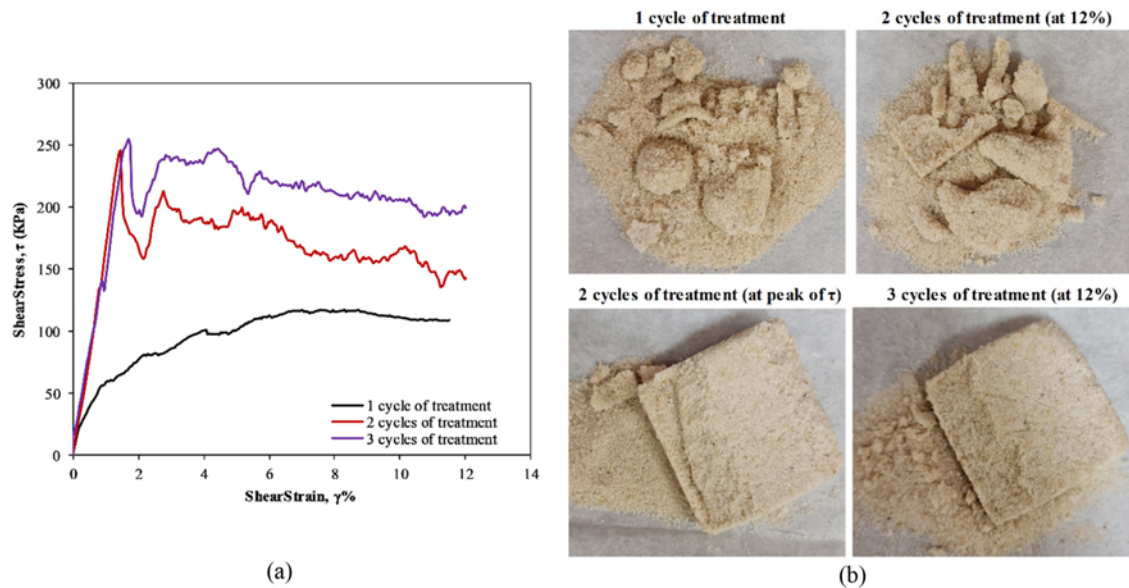 300
250
200
150
100
50
0
ShearStress, τ (KPa)
1 cycle of treatment
2 cycles of treatment
3 cycles of treatment
0 2 4 6 8 10 12 14
ShearStrain, γ%
(a)
1 cycle of treatment
2 cycles of treatment (at 12%)
2 cycles of treatment (at peak of τ)
3 cycles of treatment (at 12%)
(b)